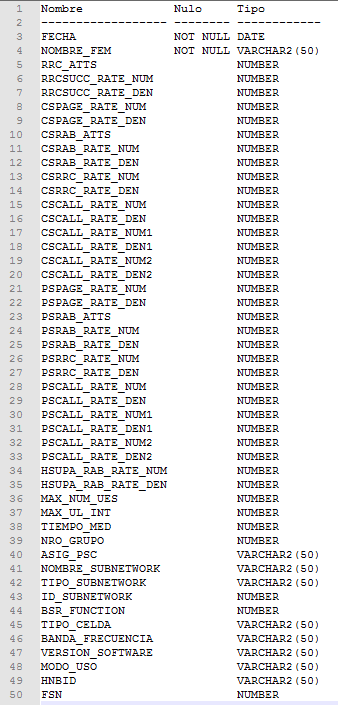 1 Nombre Nulo Tipo
2 ------------------ -------- ------------
3 FECHA NOT NULL DATE
4 NOMBRE_FEM NOT NULL VARCHAR2(50)
5 RRC_ATTS NUMBER
6 RRCSUCC_RATE_NUM NUMBER
7 RRCSUCC_RATE_DEN NUMBER
8 CSPAGE_RATE_NUM NUMBER
9 CSPAGE_RATE_DEN NUMBER
10 CSRAB_ATTS NUMBER
11 CSRAB_RATE_NUM NUMBER
12 CSRAB_RATE_DEN NUMBER
13 CSRRC_RATE_NUM NUMBER
14 CSRRC_RATE_DEN NUMBER
15 CSCALL_RATE_NUM NUMBER
16 CSCALL_RATE_DEN NUMBER
17 CSCALL_RATE_NUM1 NUMBER
18 CSCALL_RATE_DEN1 NUMBER
19 CSCALL_RATE_NUM2 NUMBER
20 CSCALL_RATE_DEN2 NUMBER
21 PSPAGE_RATE_NUM NUMBER
22 PSPAGE_RATE_DEN NUMBER
23 PSRAB_ATTS NUMBER
24 PSRAB_RATE_NUM NUMBER
25 PSRAB_RATE_DEN NUMBER
26 PSRRC_RATE_NUM NUMBER
27 PSRRC_RATE_DEN NUMBER
28 PSCALL_RATE_NUM NUMBER
29 PSCALL_RATE_DEN NUMBER
30 PSCALL_RATE_NUM1 NUMBER
31 PSCALL_RATE_DEN1 NUMBER
32 PSCALL_RATE_NUM2 NUMBER
33 PSCALL_RATE_DEN2 NUMBER
34 HSUPA_RAB_RATE_NUM NUMBER
35 HSUPA_RAB_RATE_DEN NUMBER
36 MAX_NUM_UES NUMBER
37 MAX_UL_INT NUMBER
38 TIEMPO_MED NUMBER
39 NRO_GRUPO NUMBER
40 ASIG_PSC VARCHAR2(50)
41 NOMBRE_SUBNETWORK VARCHAR2(50)
42 TIPO_SUBNETWORK VARCHAR2(50)
43 ID_SUBNETWORK NUMBER
44 BSR_FUNCTION NUMBER
45 TIPO_CELDA VARCHAR2(50)
46 BANDA_FRECUENCIA VARCHAR2(50)
47 VERSION_SOFTWARE VARCHAR2(50)
48 MODO_USO VARCHAR2(50)
49 HNBID VARCHAR2(50)
50 FSN NUMBER